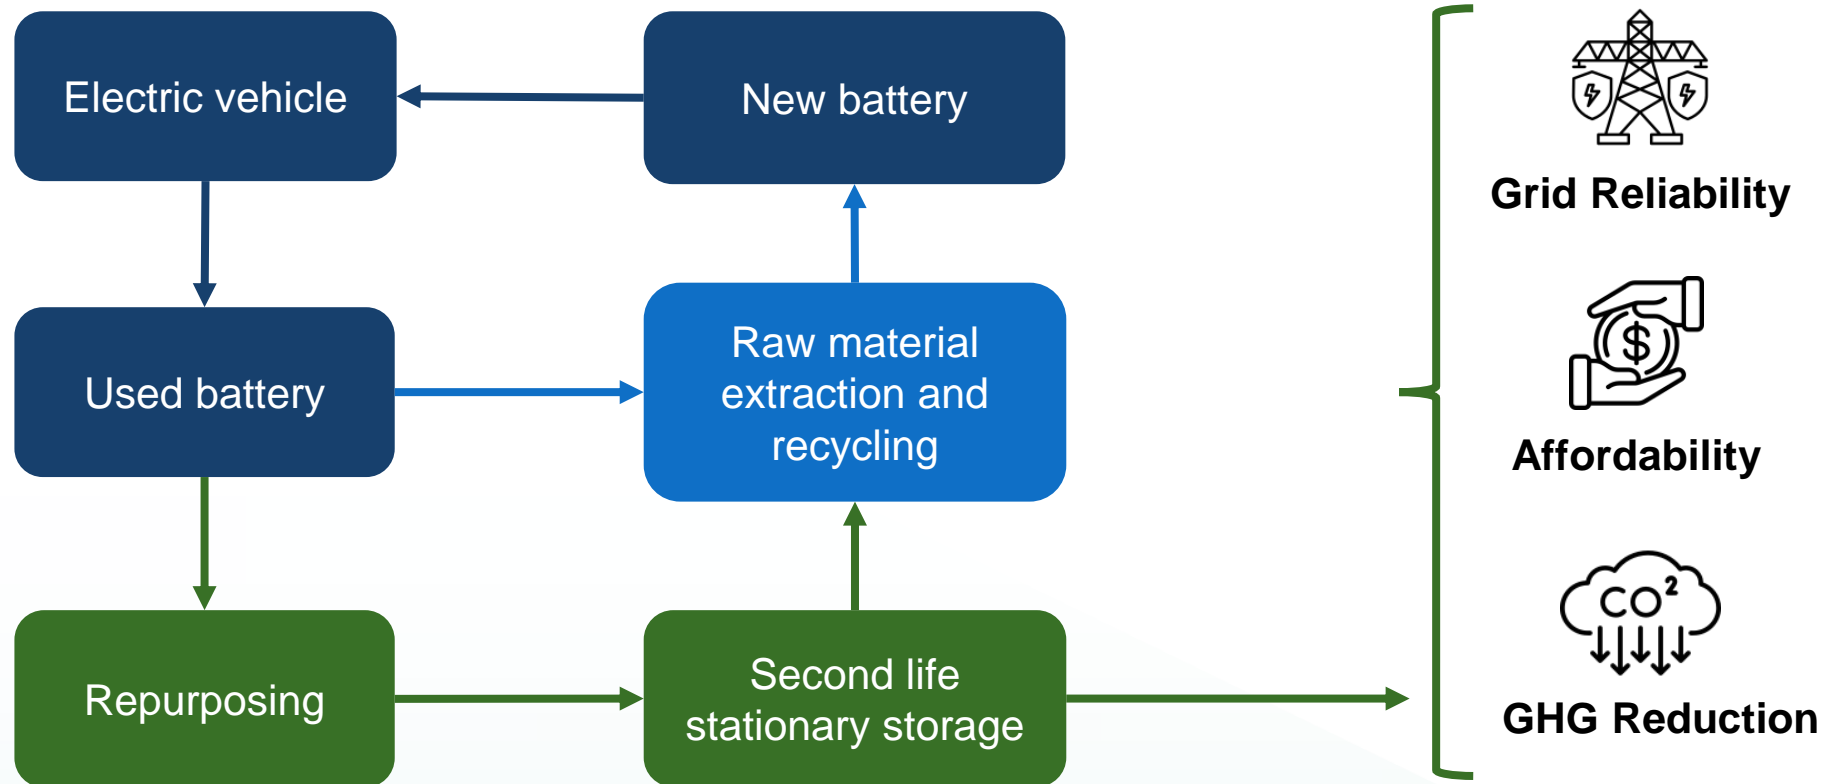 Electric vehicle
New battery
Grid Reliability
Used battery
Raw material
extraction and
recycling
$
Affordability
Repurposing
Second life
stationary storage
CO²
GHG Reduction